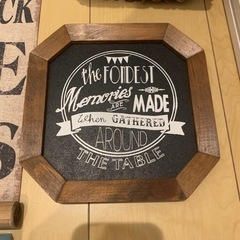 the FONDEST
Memories
ARE
MADE
When GATHERED
AROUND
THE TABLE